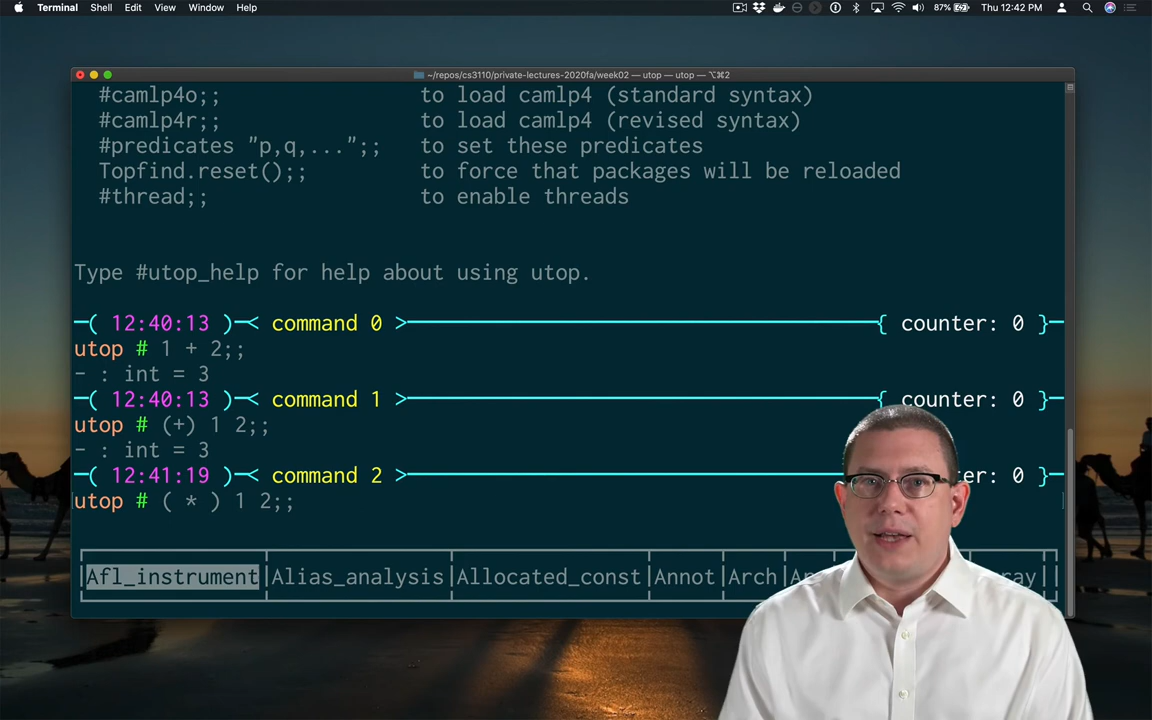 Terminal Shell Edit View Window Help 87% Thu 12:42 PM
~/repos/cs3110/private-lectures-2020fa/week02 — utop — utop — ⌥⌘2
#camlp4o;; to load camlp4 (standard syntax)
#camlp4r;; to load camlp4 (revised syntax)
#predicates "p,q,...";; to set these predicates
Topfind.reset();; to force that packages will be reloaded
#thread;; to enable threads
Type #utop_help for help about using utop.
─( 12:40:13 )─< command 0 >──{ counter: 0 }─
utop # 1 + 2;;
- : int = 3
─( 12:40:13 )─< command 1 >──{ counter: 0 }─
utop # (+) 1 2;;
- : int = 3
─( 12:41:19 )─< command 2 >── 0 }─
utop # ( * ) 1 2;;
Afl_instrument Alias_analysis Allocated_const Annot Arch